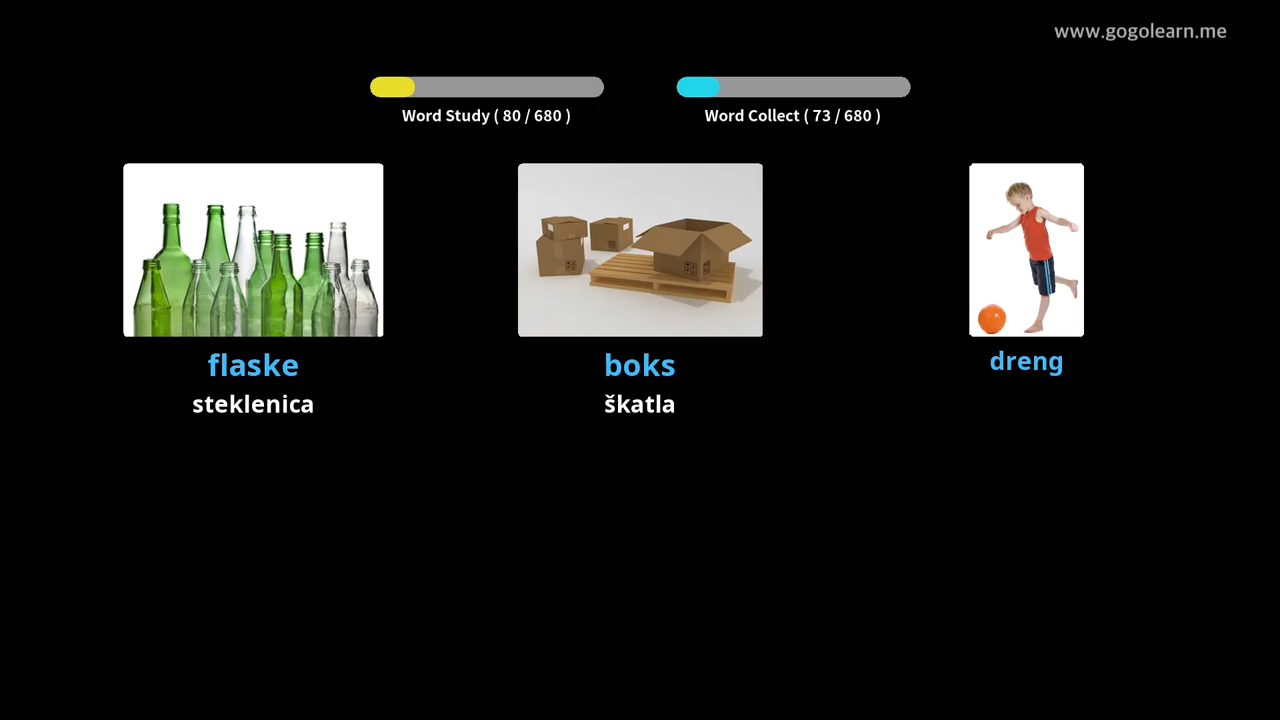 www.gogolearn.me
Word Study ( 80 / 680 )
Word Collect ( 73 / 680 )
flaske
steklenica
boks
škatla
dreng